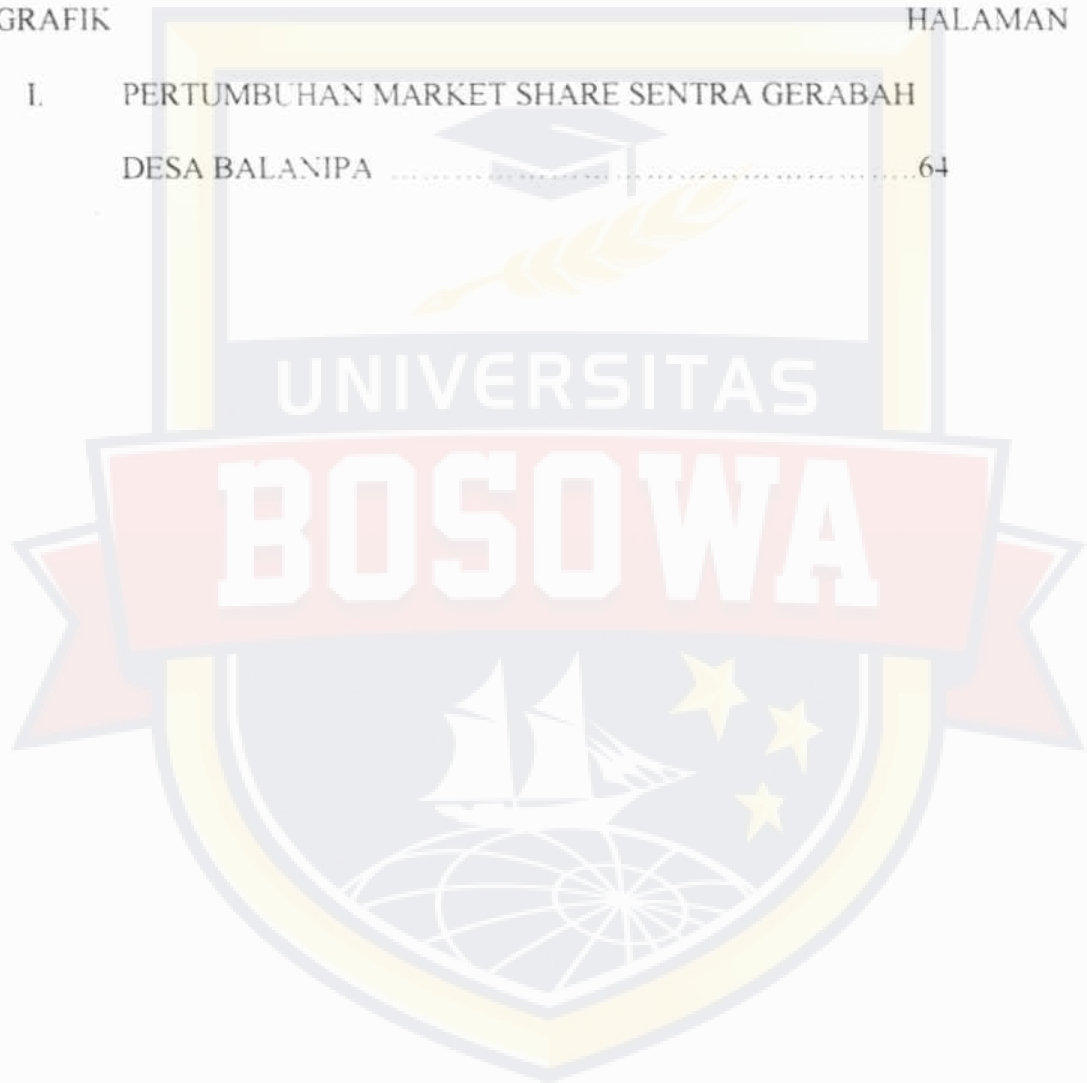 GRAFIK HALAMAN
I. PERTUMBUHAN MARKET SHARE SENTRA GERABAH
DESA BALANIPA ................................................64
UNIVERSITAS
BOSOWA